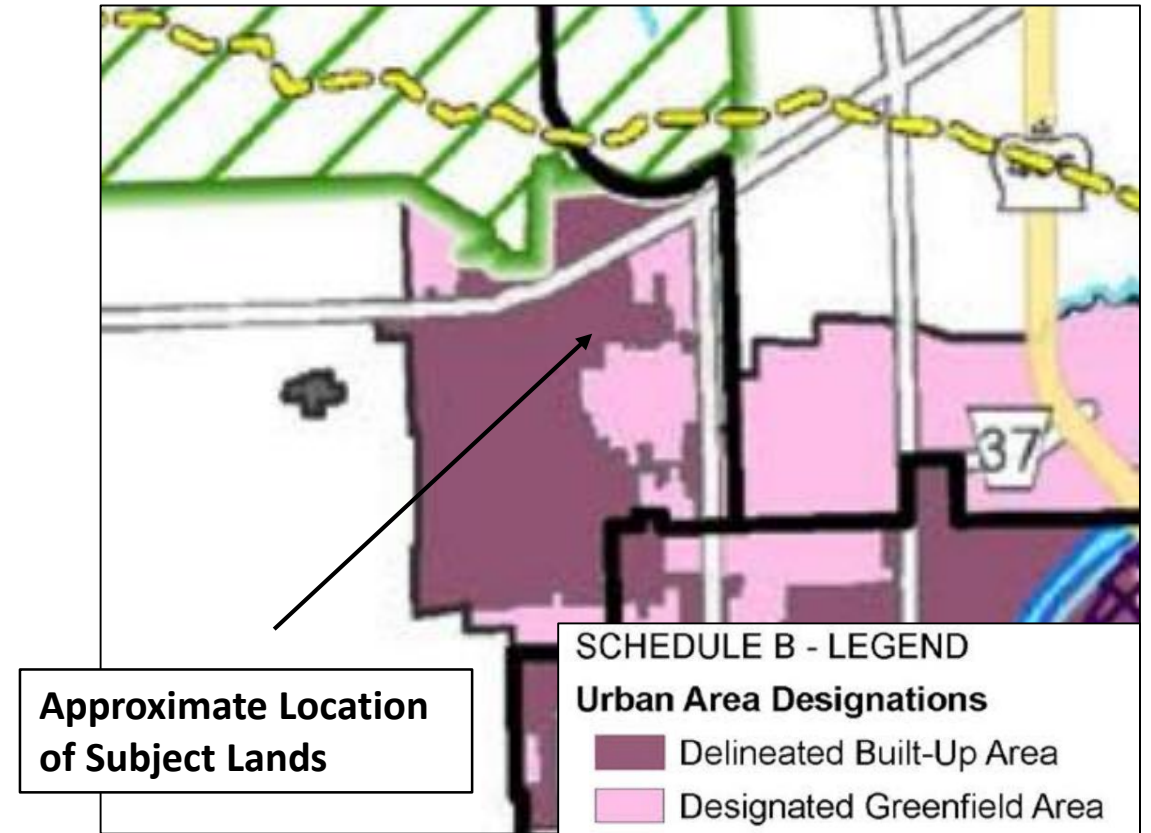 37
Approximate Location
of Subject Lands
SCHEDULE B - LEGEND
Urban Area Designations
Delineated Built-Up Area
Designated Greenfield Area